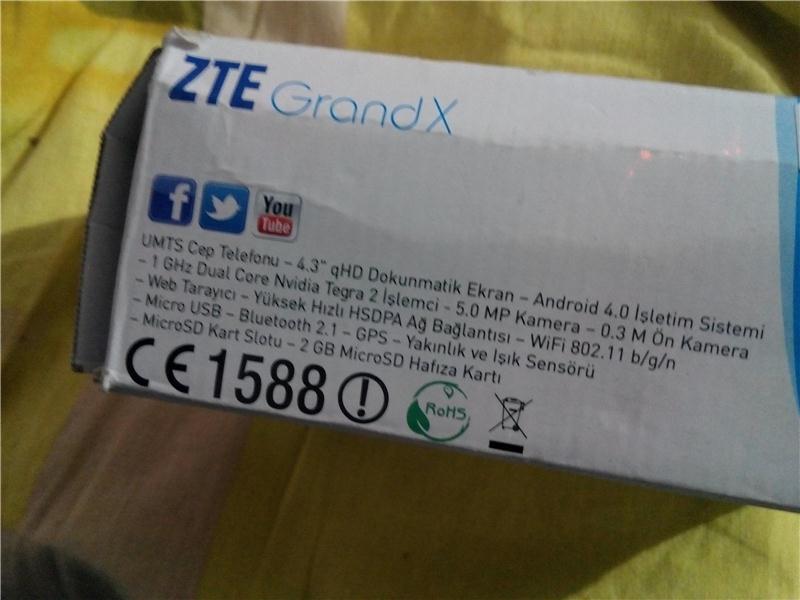 ZTE Grand X
f You Tube
UMTS Cep Telefonu – 4.3" qHD Dokunmatik Ekran – Android 4.0 İşletim Sistemi
- 1 GHz Dual Core Nvidia Tegra 2 İşlemci - 5.0 MP Kamera – 0.3 M Ön Kamera
- Web Tarayıcı – Yüksek Hızlı HSDPA Ağ Bağlantısı – WiFi 802.11 b/g/n
- Micro USB – Bluetooth 2.1 – GPS – Yakınlık ve Işık Sensörü
- MicroSD Kart Slotu – 2 GB MicroSD Hafıza Kartı
CE1588 ! RoHS